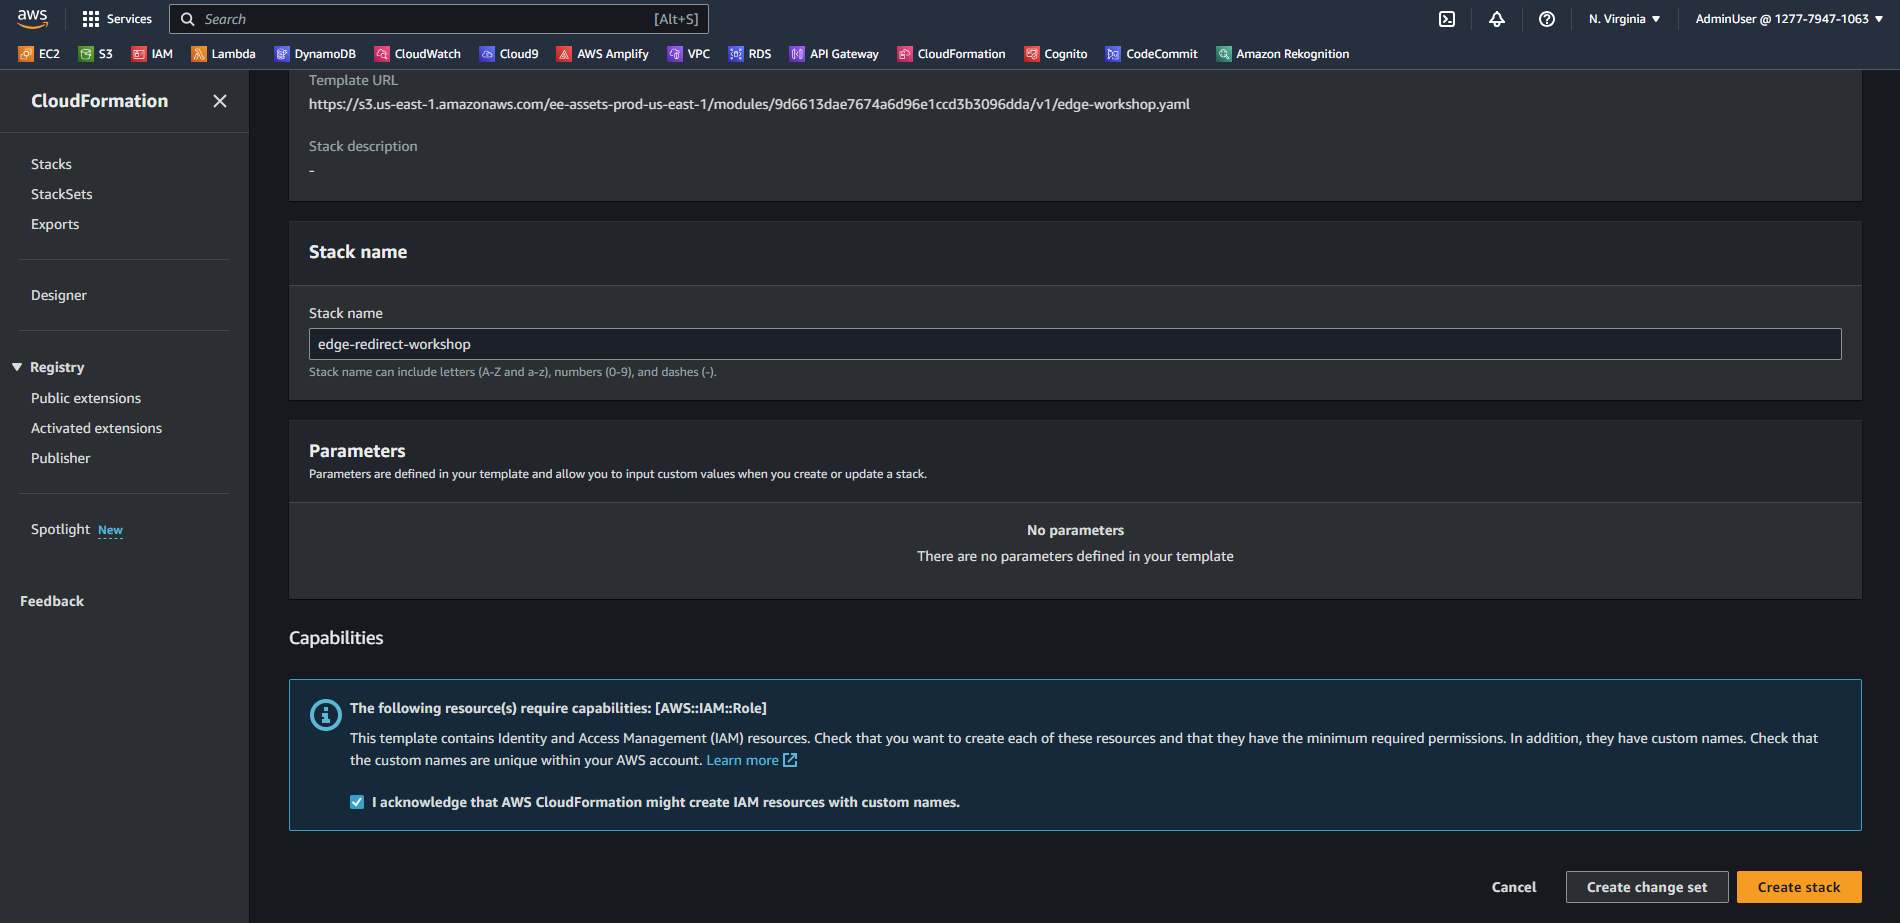 aws
Services
Search
[Alt+S]
N. Virginia
AdminUser @ 1277-7947-1063
EC2
S3
IAM
Lambda
DynamoDB
CloudWatch
Cloud9
AWS Amplify
VPC
RDS
API Gateway
CloudFormation
Cognito
CodeCommit
Amazon Rekognition
CloudFormation
Stacks
StackSets
Exports
Designer
Registry
Public extensions
Activated extensions
Publisher
Spotlight New
Feedback
Template URL
https://s3.us-east-1.amazonaws.com/ee-assets-prod-us-east-1/modules/9d6613dae7674a6d96e1ccd3b3096dda/v1/edge-workshop.yaml
Stack description
-
Stack name
Stack name
edge-redirect-workshop
Stack name can include letters (A-Z and a-z), numbers (0-9), and dashes (-).
Parameters
Parameters are defined in your template and allow you to input custom values when you create or update a stack.
No parameters
There are no parameters defined in your template
Capabilities
The following resource(s) require capabilities: [AWS::IAM::Role]
This template contains Identity and Access Management (IAM) resources. Check that you want to create each of these resources and that they have the minimum required permissions. In addition, they have custom names. Check that
the custom names are unique within your AWS account. Learn more
I acknowledge that AWS CloudFormation might create IAM resources with custom names.
Cancel
Create change set
Create stack